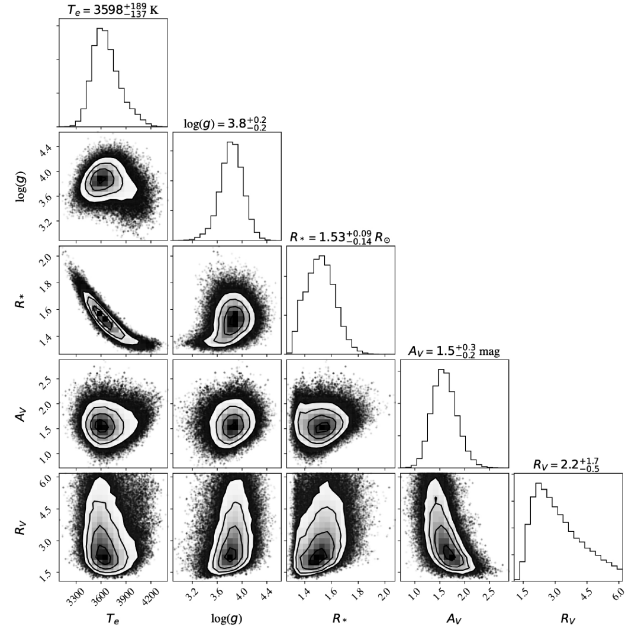 T_e = 3598^{+189}_{-137} K
log(g) = 3.8^{+0.2}_{-0.2}
4.4
4.0
3.6
3.2
log(g)
R_* = 1.53^{+0.09}_{-0.14} R_⊙
2.0
1.8
1.6
1.4
R_*
A_V = 1.5^{+0.3}_{-0.2} mag
2.5
2.0
1.5
1.0
A_V
R_V = 2.2^{+1.7}_{-0.5}
6.0
4.5
3.0
1.5
R_V
3300 3600 3900 4200
3.2 3.6 4.0 4.4
1.4 1.6 1.8 2.0
1.0 1.5 2.0 2.5
1.5 3.0 4.5 6.0
T_e log(g) R_* A_V R_V